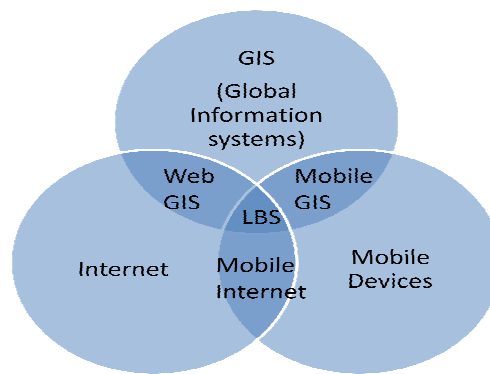 GIS
(Global
Information
systems)
Web
GIS
Mobile
GIS
LBS
Internet
Mobile
Internet
Mobile
Devices